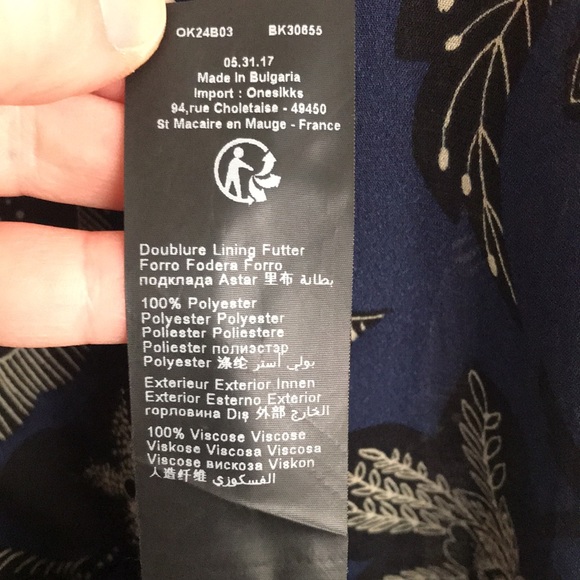 OK24B03 BK30655
05.31.17
Made In Bulgaria
Import : Onesikks
94,rue Choletaise - 49450
St Macaire en Mauge - France
Doublure Lining Futter
Forro Fodera Forro
подклада Astar 里布 بطانة
100% Polyester
Polyester Polyester
Poliester Poliestere
Poliester полиэстэр
Polyester 涤纶 بولي أستر
Exterieur Exterior Innen
Exterior Esterno Exterior
горловина Dış 外部 الخارج
100% Viscose Viscose
Viskose Viscosa Viscosa
Viscose вискоза Viskon
人造纤维 الفسكوزي